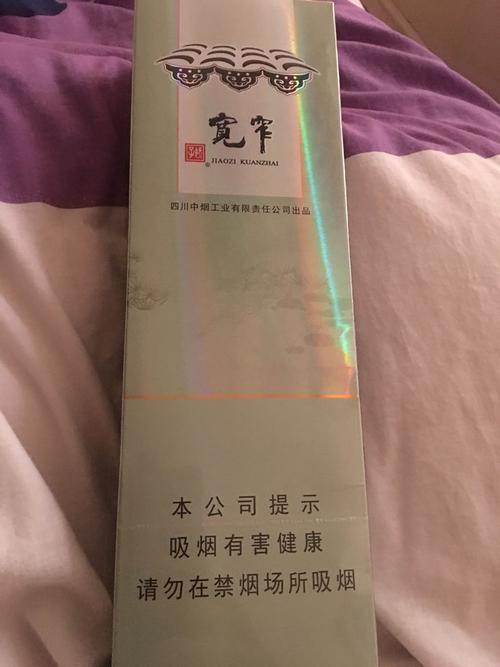 宽窄
JIAOZI KUANZHAI
四川中烟工业有限责任公司出品
本公司提示
吸烟有害健康
请勿在禁烟场所吸烟